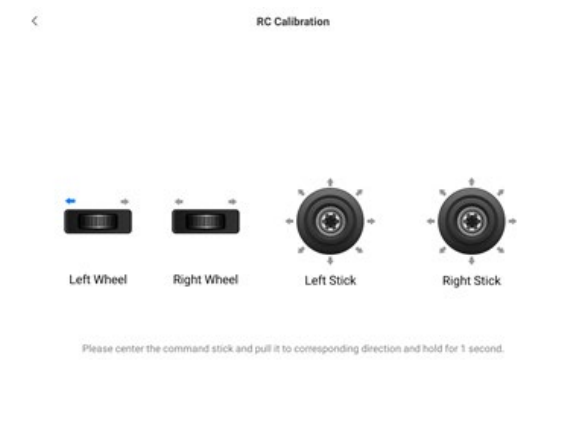 RC Calibration
Left Wheel
Right Wheel
Left Stick
Right Stick
Please center the command stick and pull it to corresponding direction and hold for 1 second.